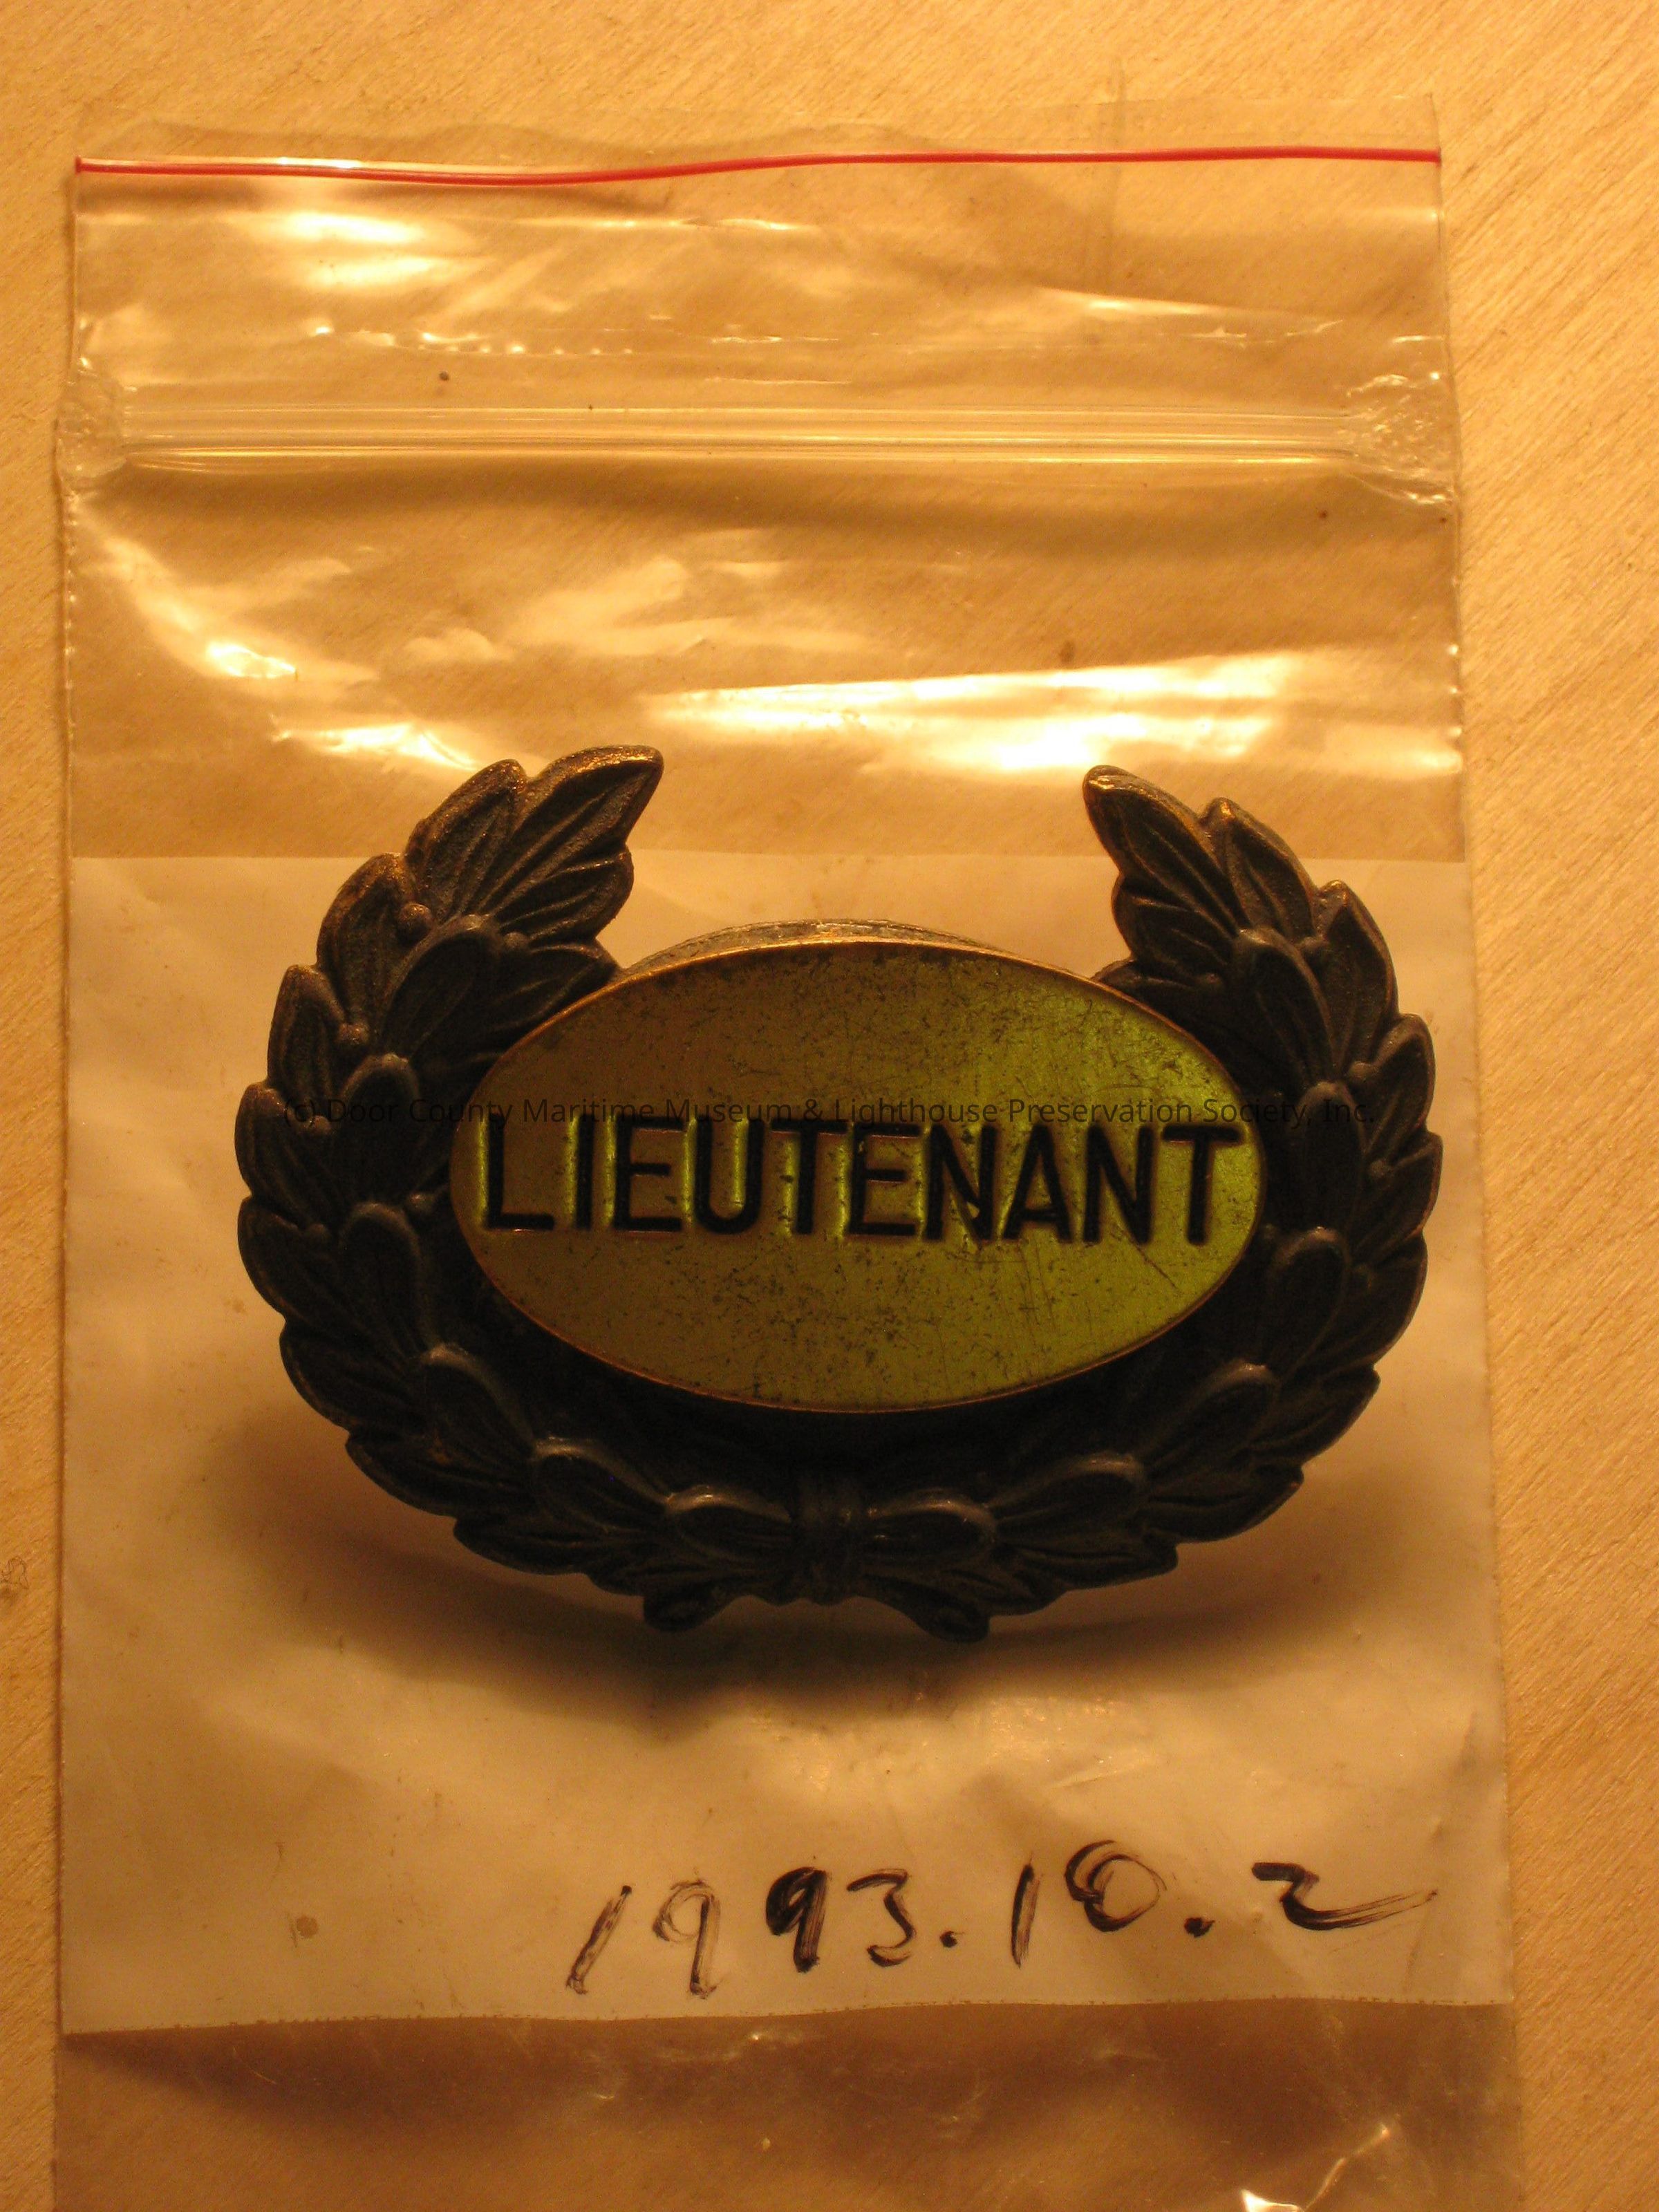 (c) Door County Maritime Museum & Lighthouse Preservation Society, Inc.
LIEUTENANT
1993.10.2